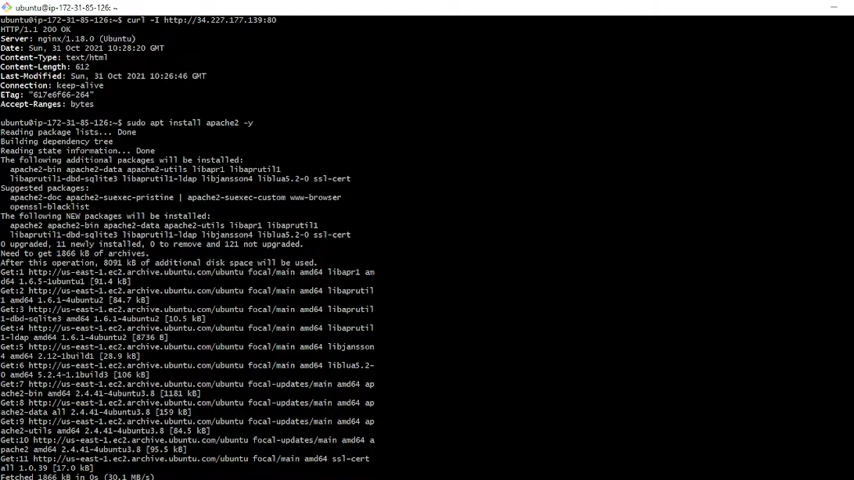 ubuntu@ip-172-31-85-126: ~
ubuntu@ip-172-31-85-126:~$ curl -I http://34.227.177.139:80
HTTP/1.1 200 OK
Server: nginx/1.18.0 (Ubuntu)
Date: Sun, 31 Oct 2021 10:28:20 GMT
Content-Type: text/html
Content-Length: 612
Last-Modified: Sun, 31 Oct 2021 10:26:46 GMT
Connection: keep-alive
ETag: "617e6f66-264"
Accept-Ranges: bytes
ubuntu@ip-172-31-85-126:~$ sudo apt install apache2 -y
Reading package lists... Done
Building dependency tree
Reading state information... Done
The following additional packages will be installed:
apache2-bin apache2-data apache2-utils libapr1 libaprutil1
libaprutil1-dbd-sqlite3 libaprutil1-ldap libjansson4 liblua5.2-0 ssl-cert
Suggested packages:
apache2-doc apache2-suexec-pristine | apache2-suexec-custom www-browser
openssl-blacklist
The following NEW packages will be installed:
apache2 apache2-bin apache2-data apache2-utils libapr1 libaprutil1
libaprutil1-dbd-sqlite3 libaprutil1-ldap libjansson4 liblua5.2-0 ssl-cert
0 upgraded, 11 newly installed, 0 to remove and 121 not upgraded.
Need to get 1866 kB of archives.
After this operation, 8091 kB of additional disk space will be used.
Get:1 http://us-east-1.ec2.archive.ubuntu.com/ubuntu focal/main amd64 libapr1 am
d64 1.6.5-1ubuntu1 [91.4 kB]
Get:2 http://us-east-1.ec2.archive.ubuntu.com/ubuntu focal/main amd64 libaprutil
1 amd64 1.6.1-4ubuntu2 [84.7 kB]
Get:3 http://us-east-1.ec2.archive.ubuntu.com/ubuntu focal/main amd64 libaprutil
1-dbd-sqlite3 amd64 1.6.1-4ubuntu2 [10.5 kB]
Get:4 http://us-east-1.ec2.archive.ubuntu.com/ubuntu focal/main amd64 libaprutil
1-ldap amd64 1.6.1-4ubuntu2 [8736 B]
Get:5 http://us-east-1.ec2.archive.ubuntu.com/ubuntu focal/main amd64 libjansson
4 amd64 2.12-1build1 [28.9 kB]
Get:6 http://us-east-1.ec2.archive.ubuntu.com/ubuntu focal/main amd64 liblua5.2-
0 amd64 5.2.4-1.1build3 [106 kB]
Get:7 http://us-east-1.ec2.archive.ubuntu.com/ubuntu focal-updates/main amd64 ap
ache2-bin amd64 2.4.41-4ubuntu3.8 [1181 kB]
Get:8 http://us-east-1.ec2.archive.ubuntu.com/ubuntu focal-updates/main amd64 ap
ache2-data all 2.4.41-4ubuntu3.8 [159 kB]
Get:9 http://us-east-1.ec2.archive.ubuntu.com/ubuntu focal-updates/main amd64 ap
ache2-utils amd64 2.4.41-4ubuntu3.8 [84.5 kB]
Get:10 http://us-east-1.ec2.archive.ubuntu.com/ubuntu focal-updates/main amd64 a
pache2 amd64 2.4.41-4ubuntu3.8 [95.5 kB]
Get:11 http://us-east-1.ec2.archive.ubuntu.com/ubuntu focal/main amd64 ssl-cert
all 1.0.39 [17.0 kB]
Fetched 1866 kB in 0s (30.1 MB/s)